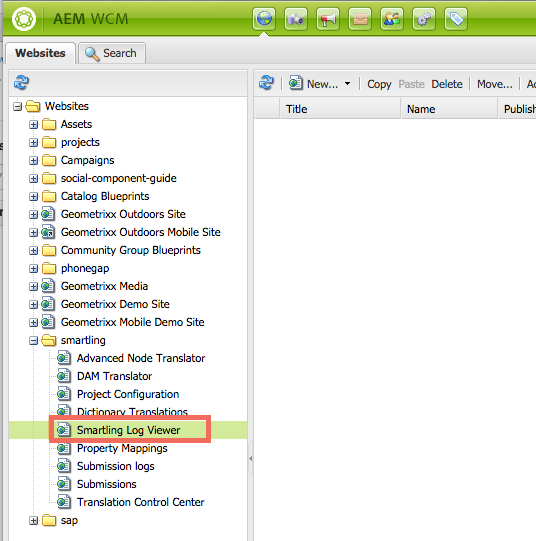 AEM WCM
Websites
Search
New...
Copy
Paste
Delete
Move...
Title
Name
Websites
Assets
projects
Campaigns
social-component-guide
Catalog Blueprints
Geometrixx Outdoors Site
Geometrixx Outdoors Mobile Site
Community Group Blueprints
phonegap
Geometrixx Media
Geometrixx Demo Site
Geometrixx Mobile Demo Site
smartling
Advanced Node Translator
DAM Translator
Project Configuration
Dictionary Translations
Smartling Log Viewer
Property Mappings
Submission logs
Submissions
Translation Control Center
sap